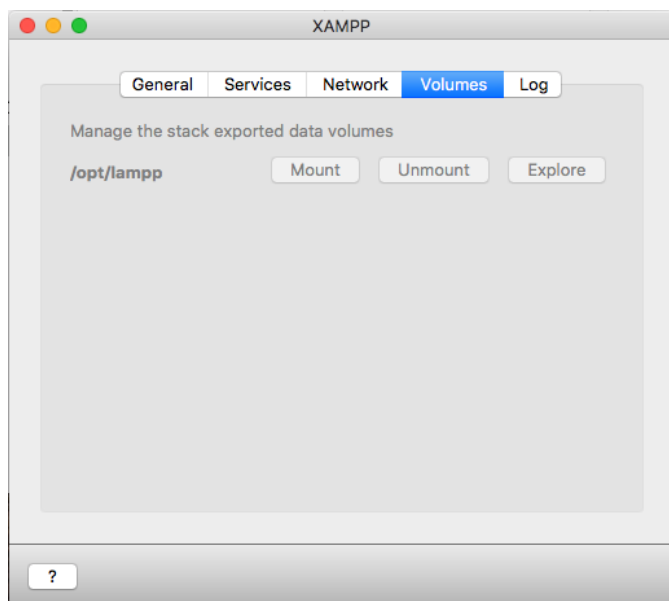 XAMPP
General Services Network Volumes Log
Manage the stack exported data volumes
/opt/lampp Mount Unmount Explore
?